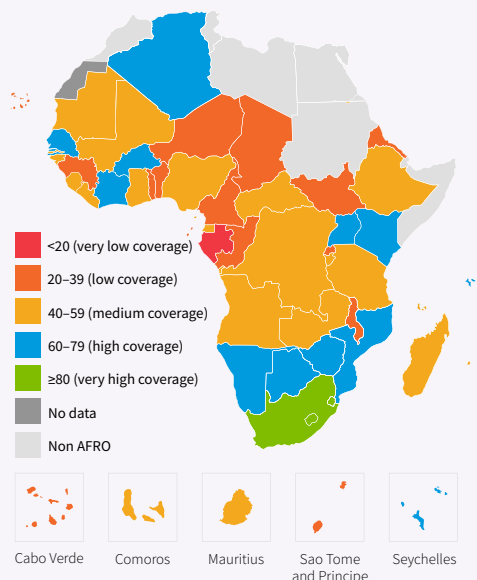 <20 (very low coverage)
20–39 (low coverage)
40–59 (medium coverage)
60–79 (high coverage)
≥80 (very high coverage)
No data
Non AFRO
Cabo Verde
Comoros
Mauritius
Sao Tome
and Principe
Seychelles